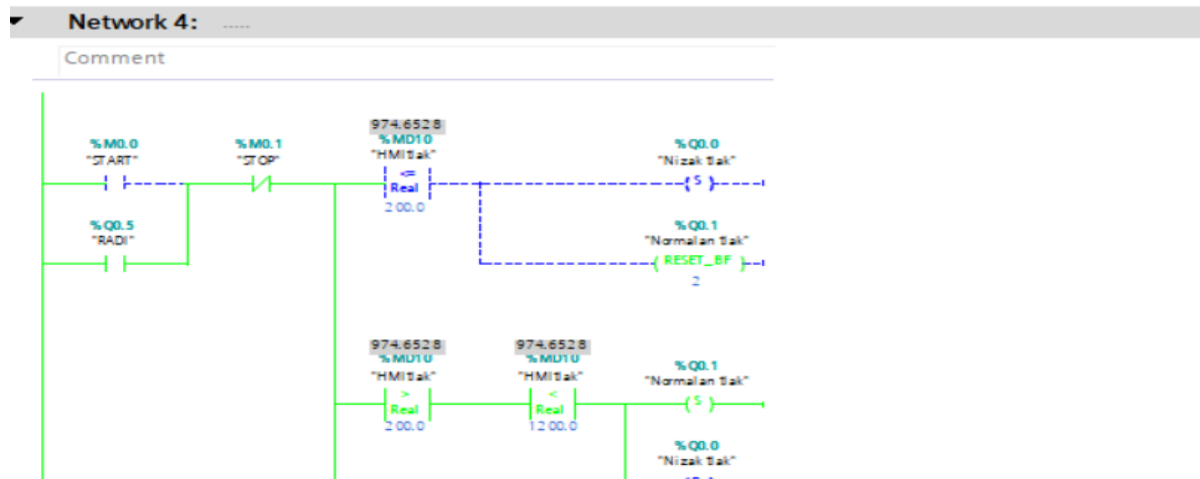 Network 4: .....
Comment
974.6528
%M0.0 %M0.1 %MD10 %Q0.0
"START" "STOP" "HMI tlak" "Nizak tlak"
<= S
Real
200.0
%Q0.5 %Q0.1
"RADI" "Normalan tlak"
RESET_BF
2
974.6528 974.6528
%MD10 %MD10 %Q0.1
"HMI tlak" "HMI tlak" "Normalan tlak"
> < S
Real Real
200.0 1200.0
%Q0.0
"Nizak tlak"